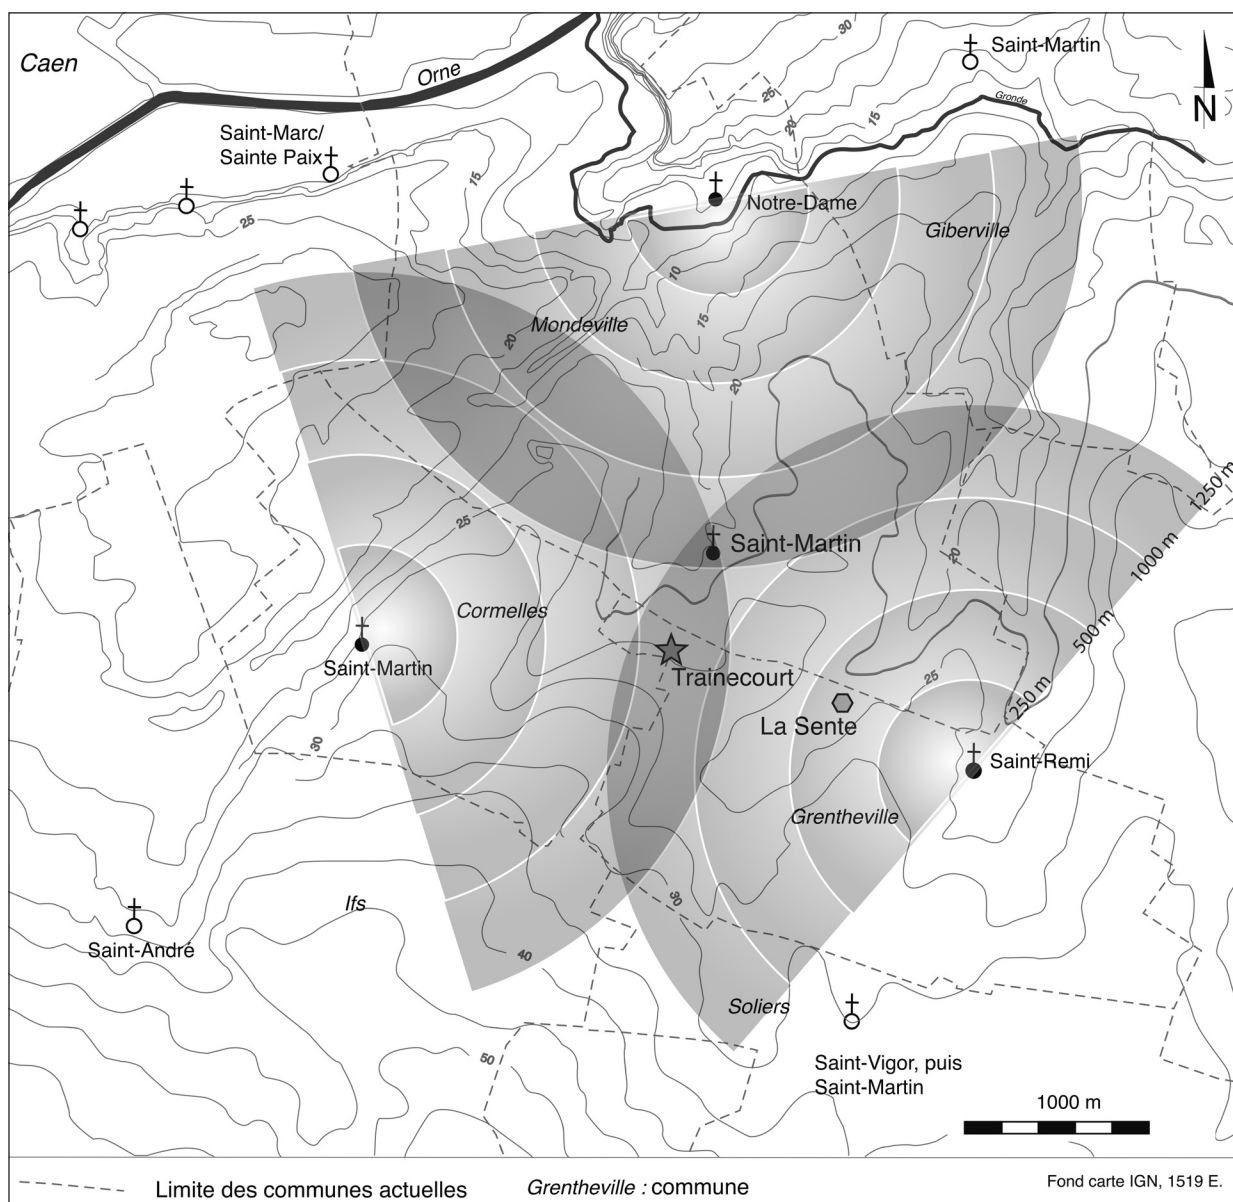 Caen
Orne
30
Saint-Martin
N
Gronde
25
20
15
Saint-Marc/
Sainte Paix
15
25
Notre-Dame
Giberville
10
15
Mondeville
20
20
1250 m
25
Saint-Martin
20
1000 m
Cormelles
500 m
Saint-Martin
Trainecourt
25
250 m
La Sente
30
Saint-Remi
Grentheville
30
Ifs
Saint-André
40
Soliers
50
Saint-Vigor, puis
Saint-Martin
1000 m
Limite des communes actuelles
Grentheville : commune
Fond carte IGN, 1519 E.